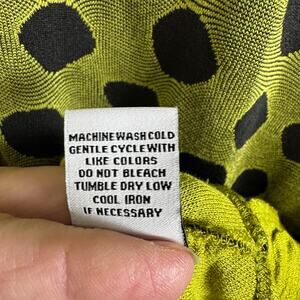 MACHINE WASH COLD
GENTLE CYCLE WITH
LIKE COLORS
DO NOT BLEACH
TUMBLE DRY LOW
COOL IRON
IF NECESSARY